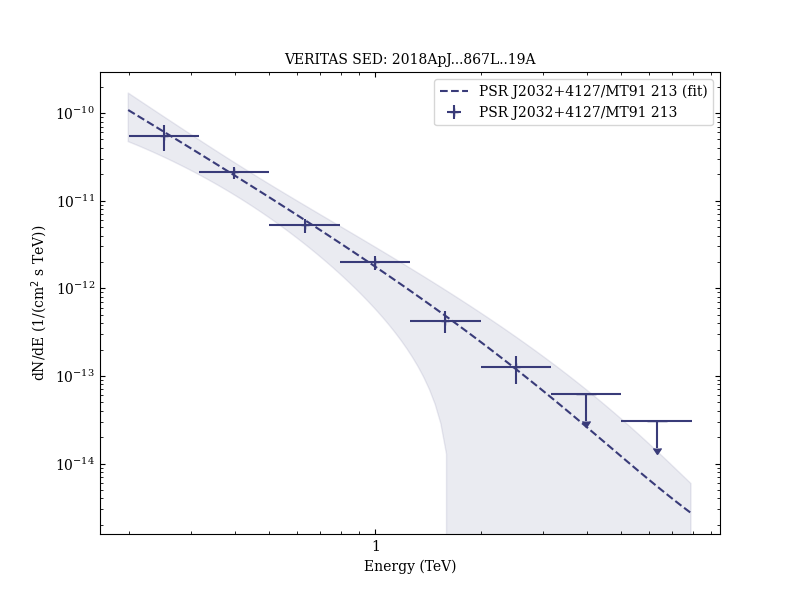 VERITAS SED: 2018ApJ...867L..19A
PSR J2032+4127/MT91 213 (fit)
PSR J2032+4127/MT91 213
10⁻¹⁰
10⁻¹¹
10⁻¹²
10⁻¹³
10⁻¹⁴
dN/dE (1/(cm² s TeV))
1
Energy (TeV)